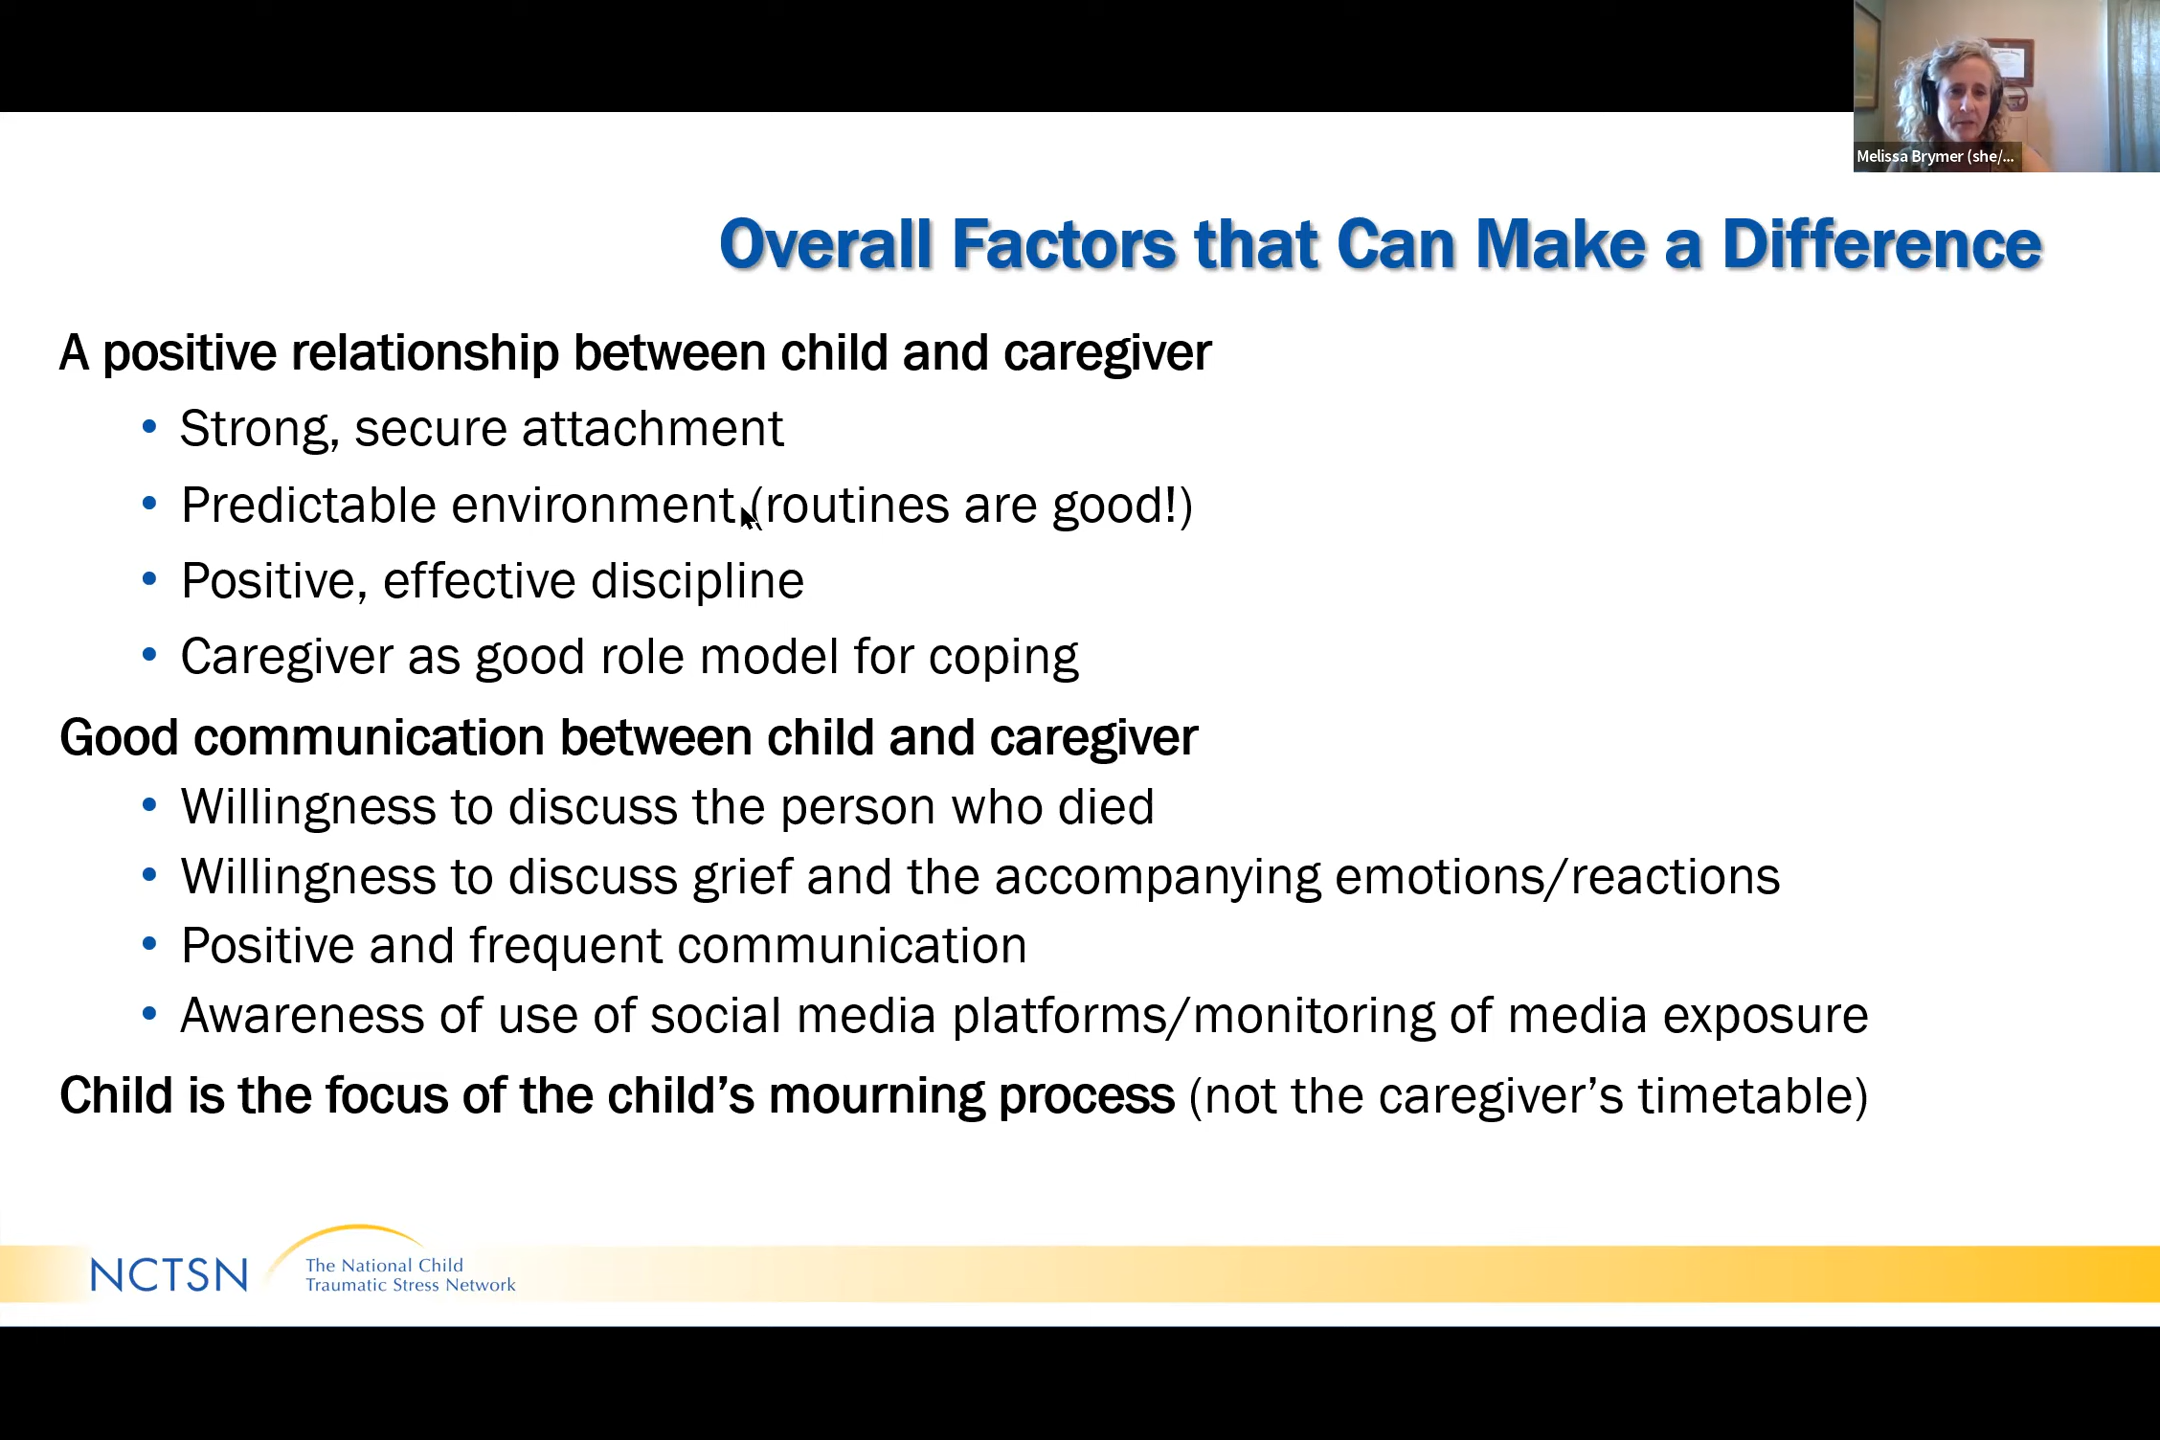 Melissa Brymer (she/...
Overall Factors that Can Make a Difference
A positive relationship between child and caregiver
• Strong, secure attachment
• Predictable environment (routines are good!)
• Positive, effective discipline
• Caregiver as good role model for coping
Good communication between child and caregiver
• Willingness to discuss the person who died
• Willingness to discuss grief and the accompanying emotions/reactions
• Positive and frequent communication
• Awareness of use of social media platforms/monitoring of media exposure
Child is the focus of the child’s mourning process (not the caregiver’s timetable)
NCTSN
The National Child
Traumatic Stress Network